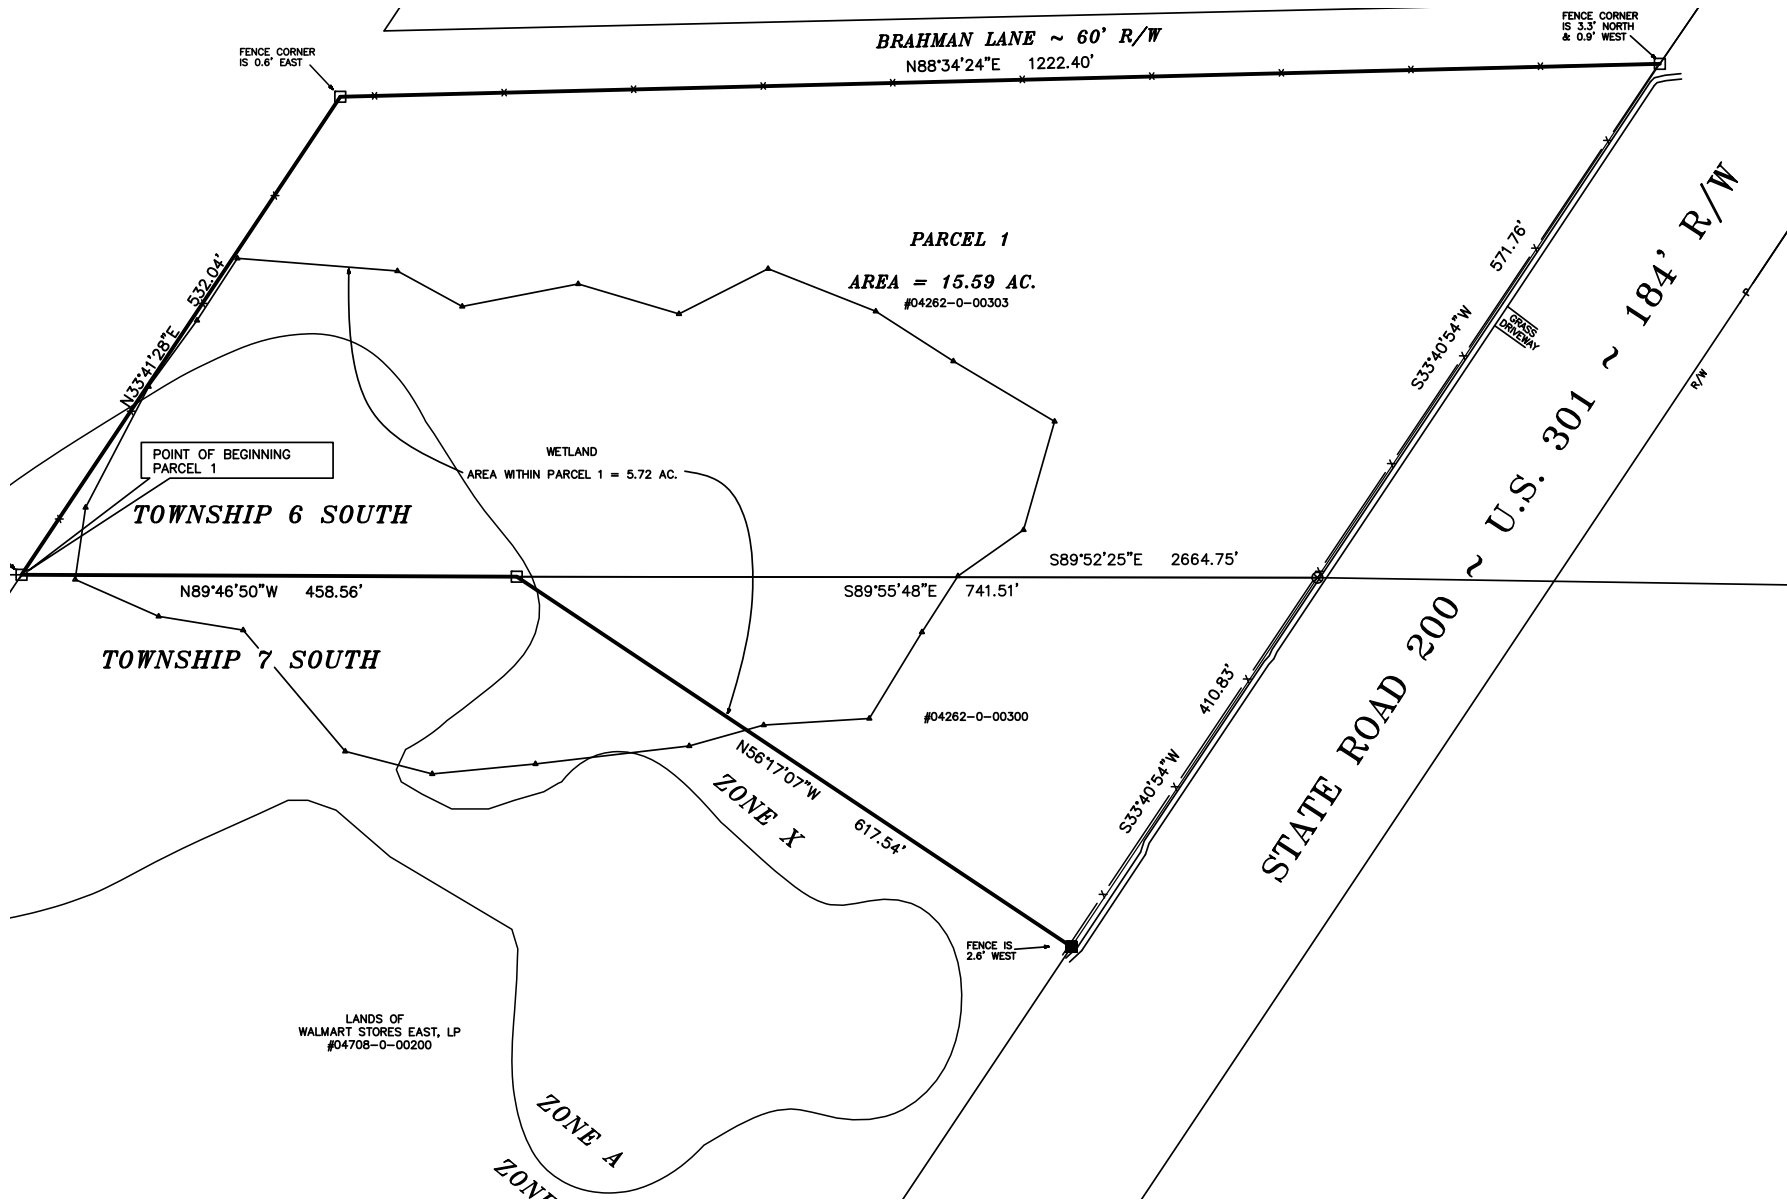 FENCE CORNER
IS 3.3' NORTH
& 0.9' WEST
BRAHMAN LANE ~ 60' R/W
FENCE CORNER
IS 0.6' EAST
N88°34'24"E 1222.40'
PARCEL 1
AREA = 15.59 AC.
#04262-0-00303
532.04'
N33°41'28"E
571.76'
S33°40'54"W
GRASS
DRIVEWAY
R/W
STATE ROAD 200 ~ U.S. 301 ~ 184' R/W
POINT OF BEGINNING
PARCEL 1
WETLAND
AREA WITHIN PARCEL 1 = 5.72 AC.
TOWNSHIP 6 SOUTH
S89°52'25"E 2664.75'
N89°46'50"W 458.56'
S89°55'48"E 741.51'
TOWNSHIP 7 SOUTH
410.83'
S33°40'54"W
#04262-0-00300
N56°17'07"W
617.54'
ZONE X
FENCE IS
2.6' WEST
LANDS OF
WALMART STORES EAST, LP
#04708-0-00200
ZONE A
ZONE